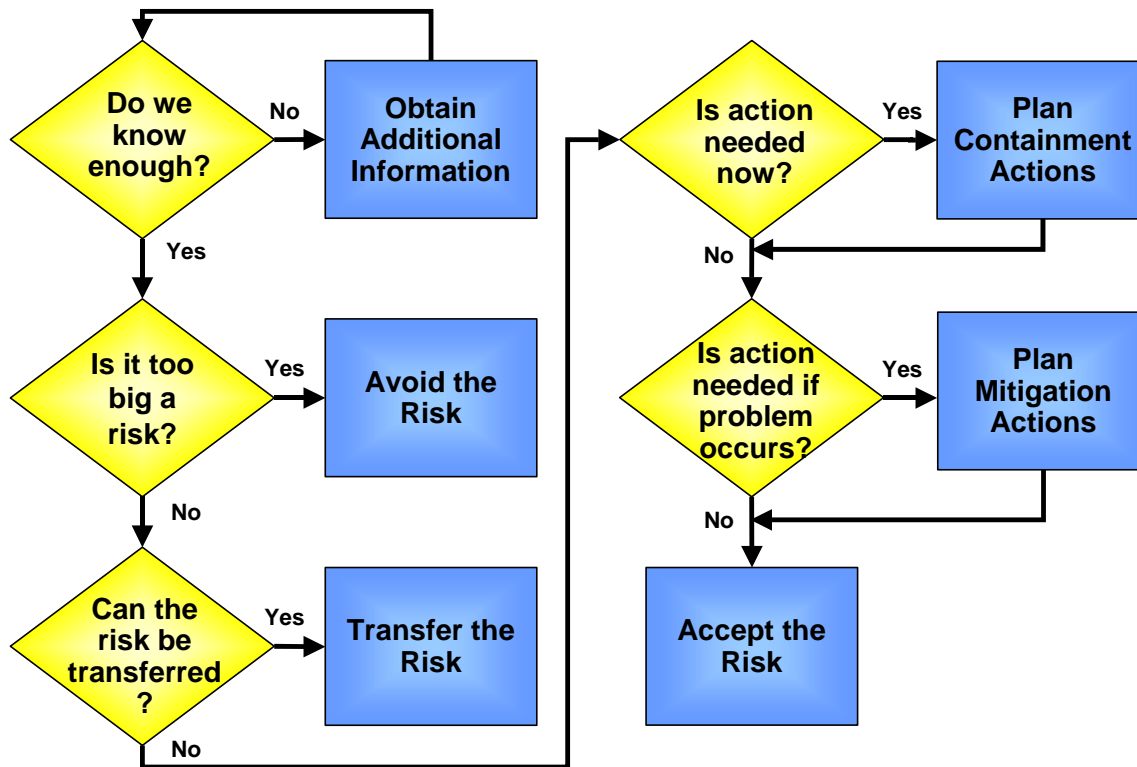 Do we
know
enough?
No
Obtain
Additional
Information
Yes
Is it too
big a
risk?
Yes
Avoid the
Risk
No
Can the
risk be
transferred
?
Yes
Transfer the
Risk
No
Is action
needed
now?
Yes
Plan
Containment
Actions
No
Is action
needed if
problem
occurs?
Yes
Plan
Mitigation
Actions
No
Accept the
Risk